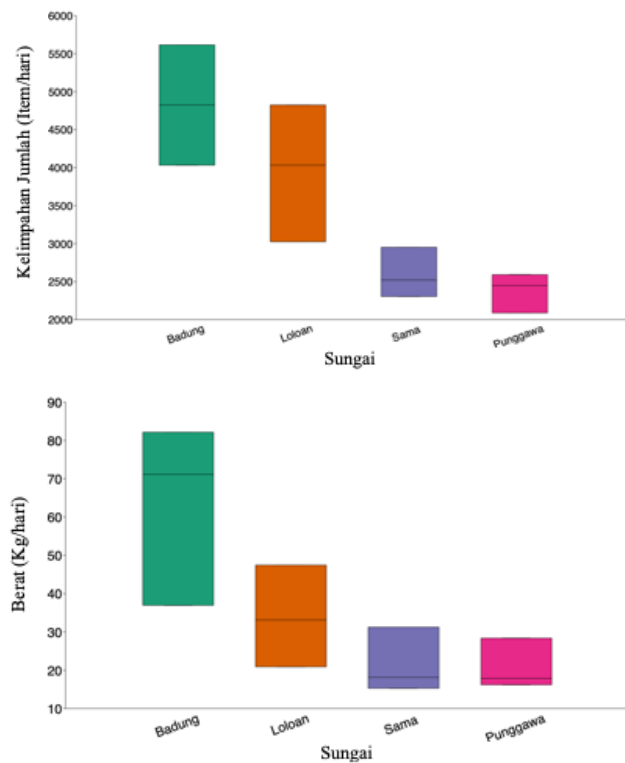 6000
5500
5000
4500
4000
3500
3000
2500
2000
Kelimpahan Jumlah (Item/hari)
Badung
Loloan
Sama
Punggawa
Sungai
90
80
70
60
50
40
30
20
10
Berat (Kg/hari)
Badung
Loloan
Sama
Punggawa
Sungai